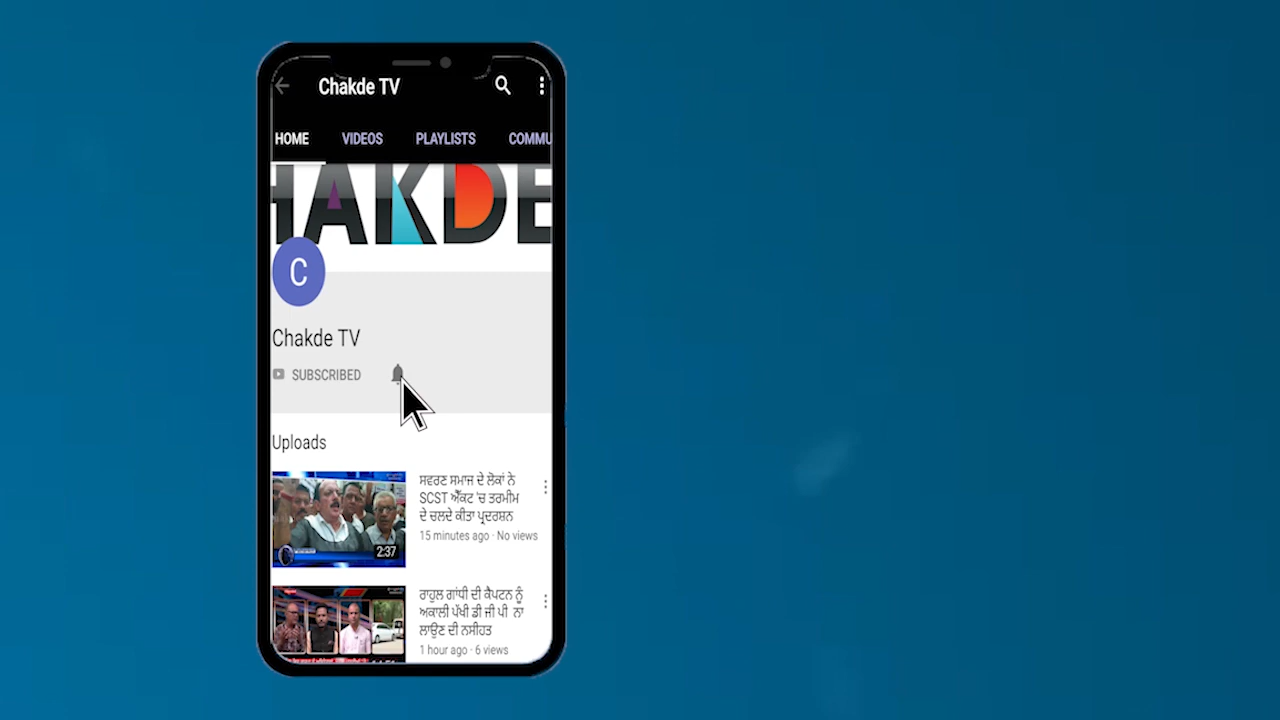 Chakde TV
HOME VIDEOS PLAYLISTS COMMU
HAKDE
C
Chakde TV
SUBSCRIBED
Uploads
ਸਵਰਣ ਸਮਾਜ ਦੇ ਲੋਕਾਂ ਨੇ
SCST ਐੱਕਟ 'ਚ ਤਰਮੀਮ
ਦੇ ਚਲਦੇ ਕੀਤਾ ਪ੍ਰਦਰਸ਼ਨ
15 minutes ago · No views
2:37
ਰਾਹੁਲ ਗਾਂਧੀ ਦੀ ਕੈਪਟਨ ਨੂੰ
ਅਕਾਲੀ ਪੱਖੀ ਡੀ ਜੀ ਪੀ ਨਾ
ਲਾਉਣ ਦੀ ਨਸੀਹਤ
1 hour ago · 6 views